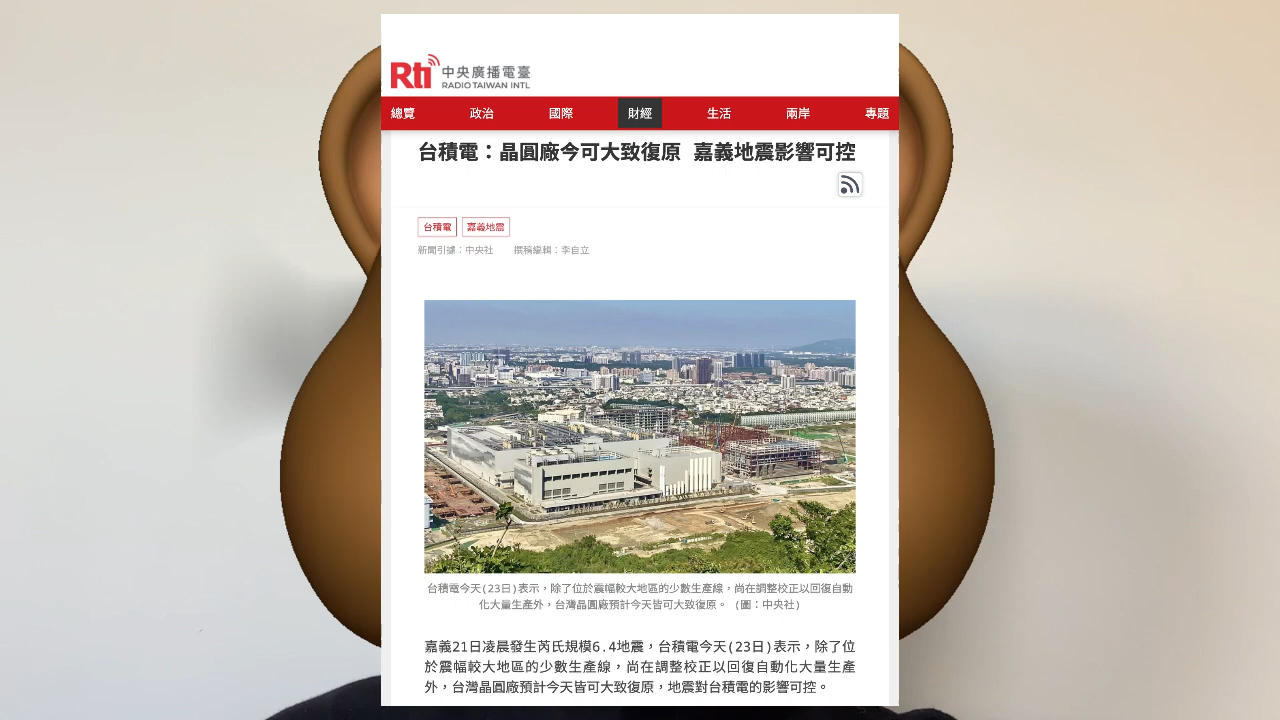 Rti 中央廣播電臺
RADIO TAIWAN INTL
總覽 政治 國際 財經 生活 兩岸 專題
台積電：晶圓廠今可大致復原 嘉義地震影響可控
台積電 嘉義地震
新聞引據：中央社 撰稿編輯：李自立
台積電今天(23日)表示，除了位於震幅較大地區的少數生產線，尚在調整校正以回復自動
化大量生產外，台灣晶圓廠預計今天皆可大致復原。 (圖：中央社)
嘉義21日凌晨發生芮氏規模6.4地震，台積電今天(23日)表示，除了位
於震幅較大地區的少數生產線，尚在調整校正以回復自動化大量生產
外，台灣晶圓廠預計今天皆可大致復原，地震對台積電的影響可控。